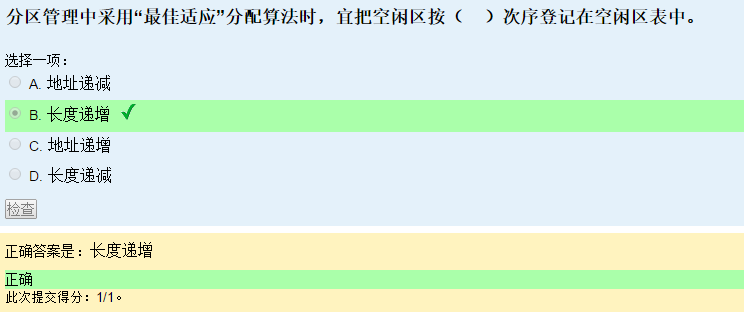 分区管理中采用“最佳适应”分配算法时，宜把空闲区按（　）次序登记在空闲区表中。
选择一项：
A. 地址递减
B. 长度递增 ✓
C. 地址递增
D. 长度递减
检查
正确答案是：长度递增
正确
此次提交得分：1/1。